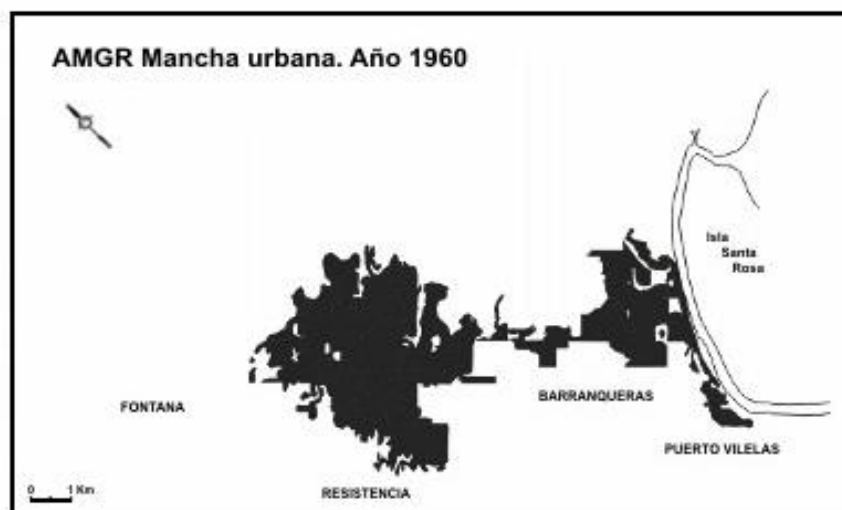 AMGR Mancha urbana. Año 1960
Isla
Santa
Rosa
FONTANA
BARRANQUERAS
PUERTO VILELAS
0 1 Km
RESISTENCIA